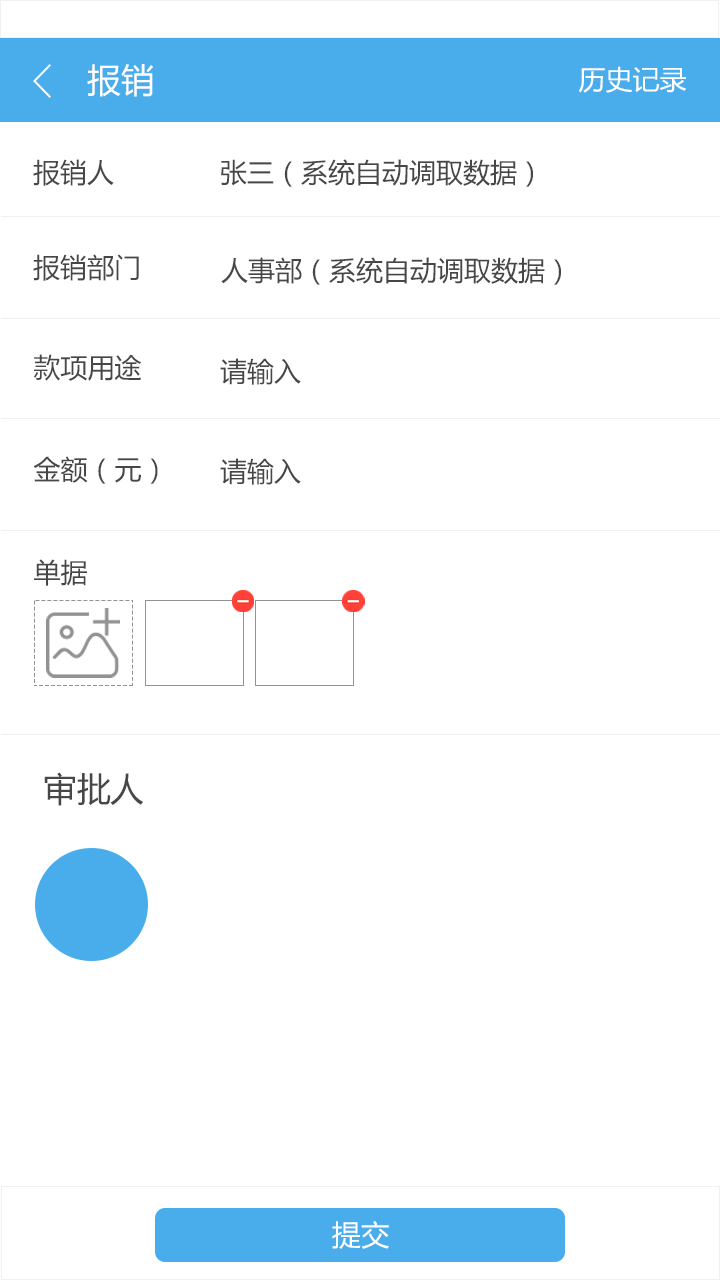 报销 历史记录
报销人 张三（系统自动调取数据）
报销部门 人事部（系统自动调取数据）
款项用途 请输入
金额（元） 请输入
单据
审批人
提交